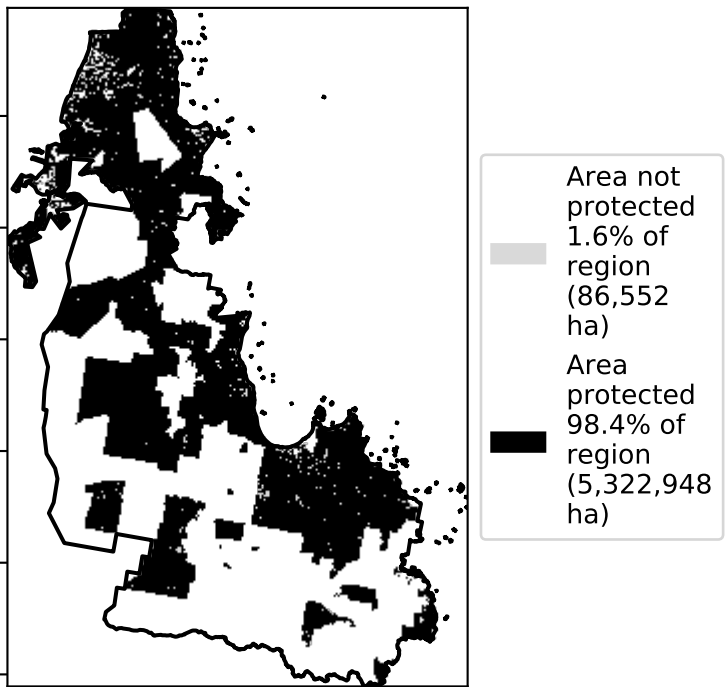 Area not
protected
1.6% of
region
(86,552
ha)
Area
protected
98.4% of
region
(5,322,948
ha)